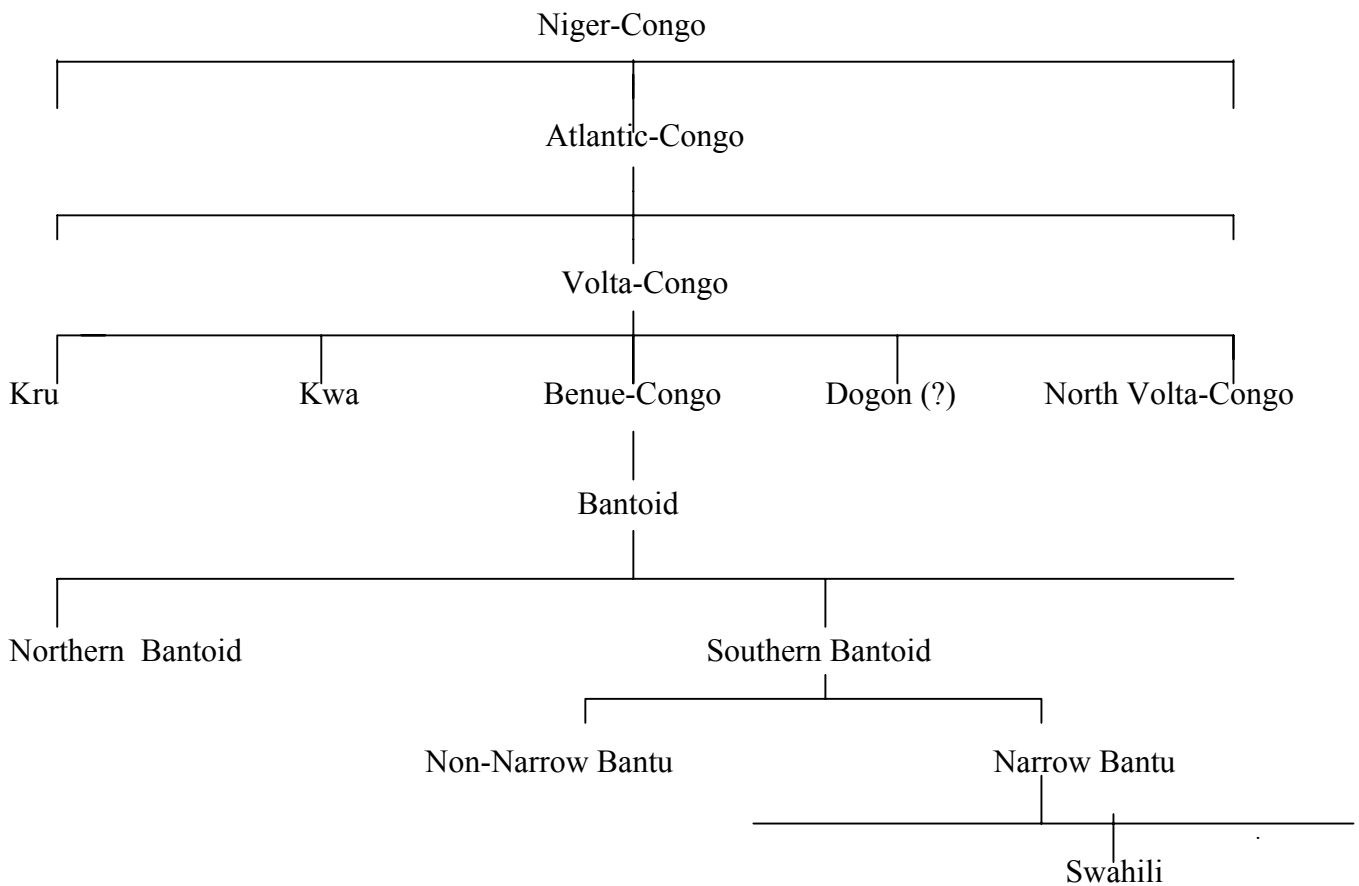 Niger-Congo
Atlantic-Congo
Volta-Congo
Kru Kwa Benue-Congo Dogon (?) North Volta-Congo
Bantoid
Northern Bantoid Southern Bantoid
Non-Narrow Bantu Narrow Bantu
Swahili